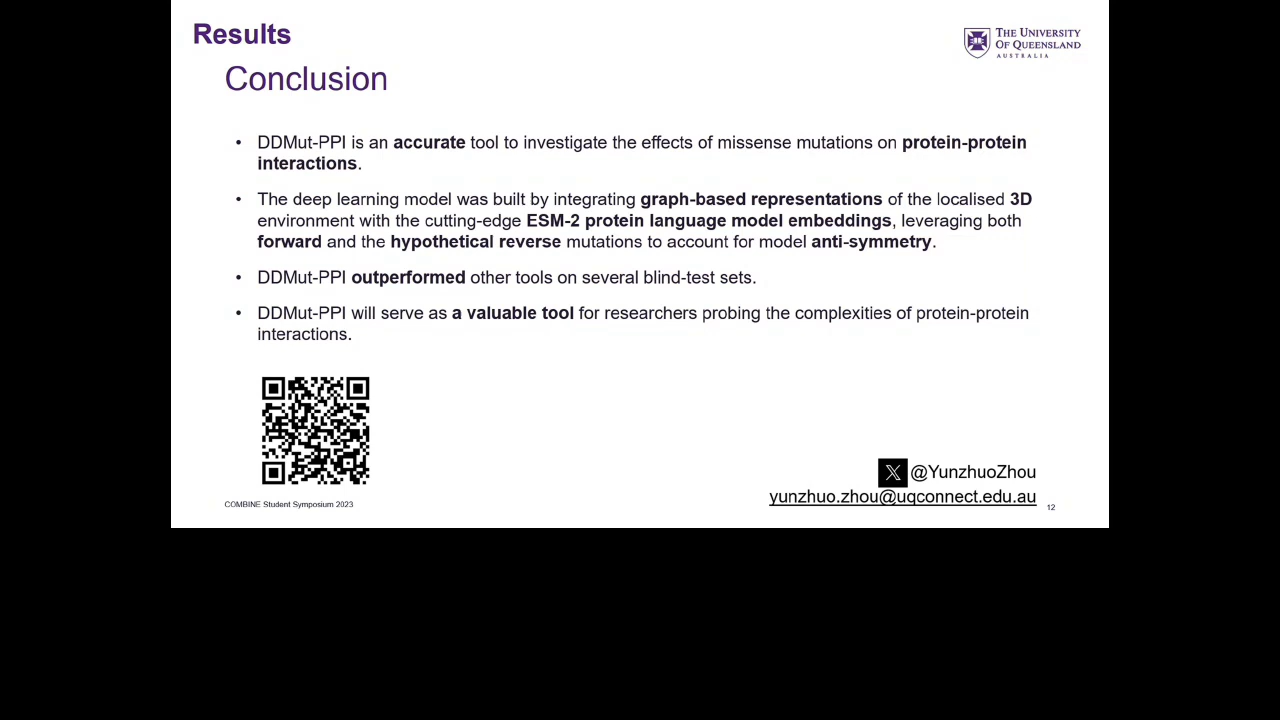 Results
THE UNIVERSITY
OF QUEENSLAND
AUSTRALIA
Conclusion
• DDMut-PPI is an accurate tool to investigate the effects of missense mutations on protein-protein
interactions.
• The deep learning model was built by integrating graph-based representations of the localised 3D
environment with the cutting-edge ESM-2 protein language model embeddings, leveraging both
forward and the hypothetical reverse mutations to account for model anti-symmetry.
• DDMut-PPI outperformed other tools on several blind-test sets.
• DDMut-PPI will serve as a valuable tool for researchers probing the complexities of protein-protein
interactions.
@YunzhuoZhou
yunzhuo.zhou@uqconnect.edu.au
COMBINE Student Symposium 2023
12